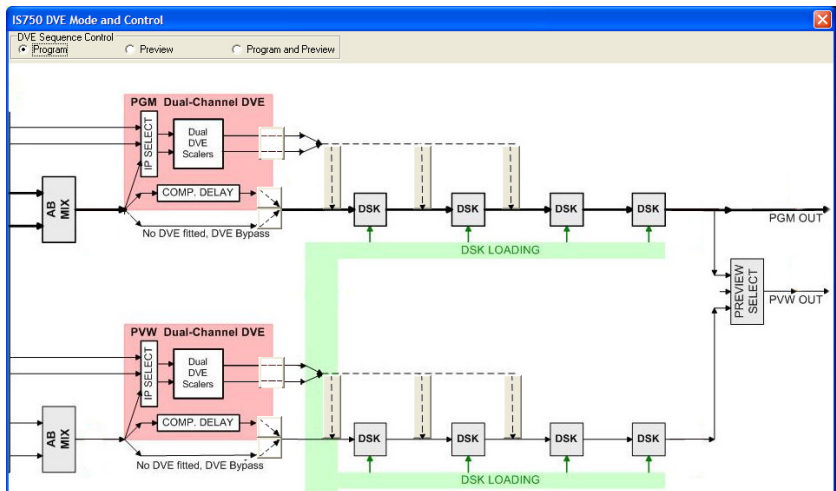 IS750 DVE Mode and Control
DVE Sequence Control
Program
Preview
Program and Preview
PGM Dual-Channel DVE
IP SELECT
Dual
DVE
Scalers
COMP. DELAY
AB
MIX
No DVE fitted, DVE Bypass
DSK
DSK
DSK
DSK
PGM OUT
DSK LOADING
PREVIEW
SELECT
PVW OUT
PVW Dual-Channel DVE
IP SELECT
Dual
DVE
Scalers
COMP. DELAY
AB
MIX
No DVE fitted, DVE Bypass
DSK
DSK
DSK
DSK
DSK LOADING